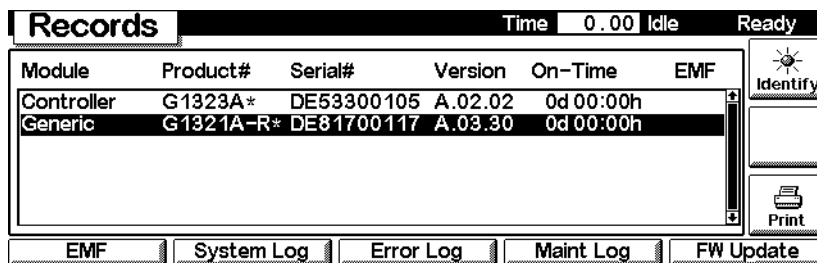 Records Time 0.00 Idle Ready
Module Product# Serial# Version On-Time EMF
Controller G1323A* DE53300105 A.02.02 0d 00:00h
Generic G1321A-R* DE81700117 A.03.30 0d 00:00h
Identify
Print
EMF System Log Error Log Maint Log FW Update